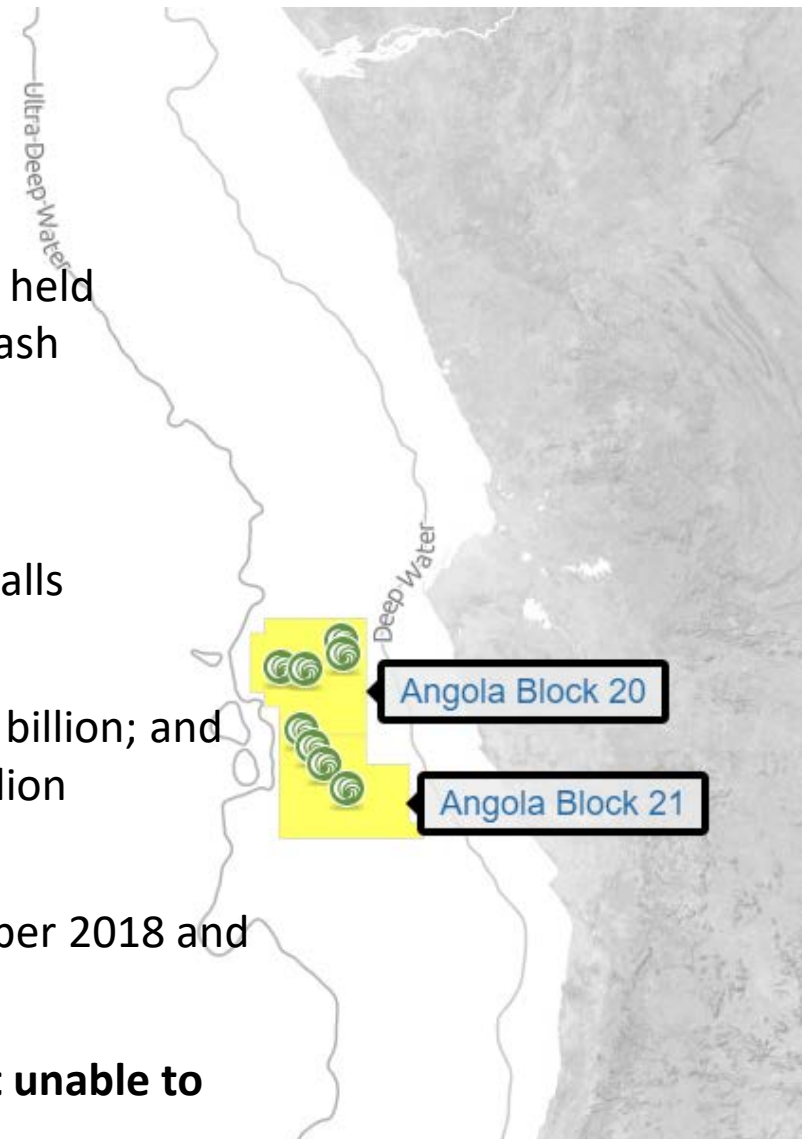 Ultra-Deep-Water
held
ash
alls
Deep-Water
Angola Block 20
billion; and
lion
Angola Block 21
ber 2018 and
t unable to